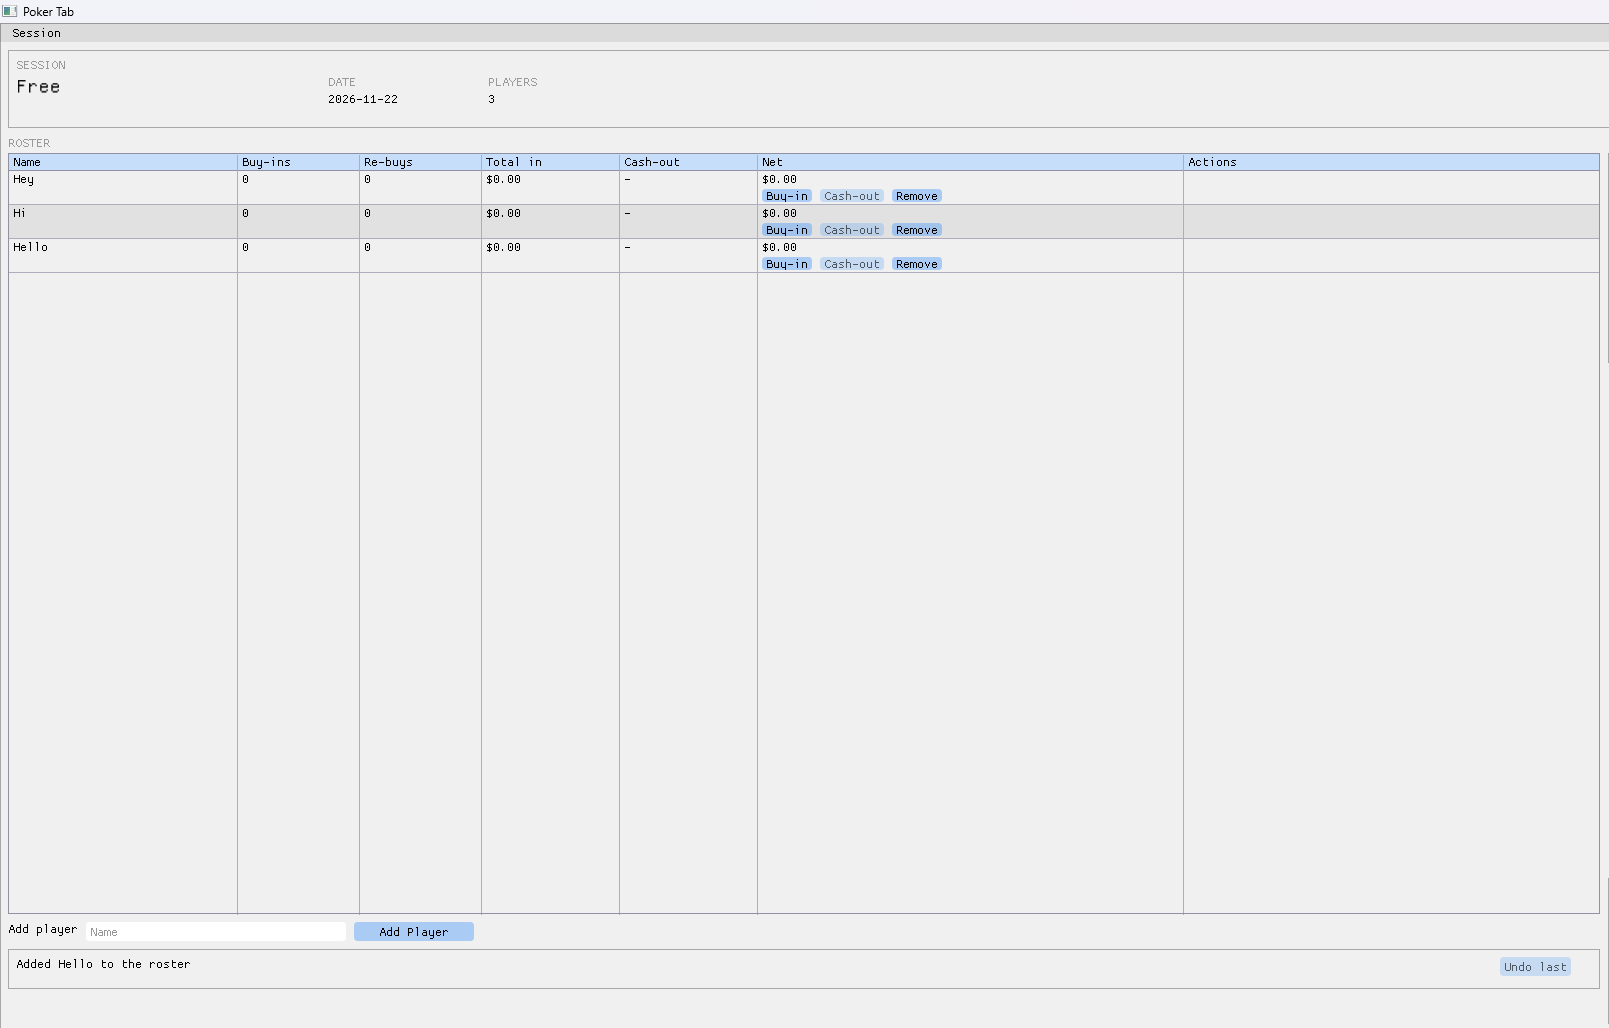 Poker Tab
Session
SESSION
Free
DATE
2026-11-22
PLAYERS
3
ROSTER
Name Buy-ins Re-buys Total in Cash-out Net Actions
Hey 0 0 $0.00 - $0.00
Buy-in Cash-out Remove
Hi 0 0 $0.00 - $0.00
Buy-in Cash-out Remove
Hello 0 0 $0.00 - $0.00
Buy-in Cash-out Remove
Add player Name Add Player
Added Hello to the roster Undo last